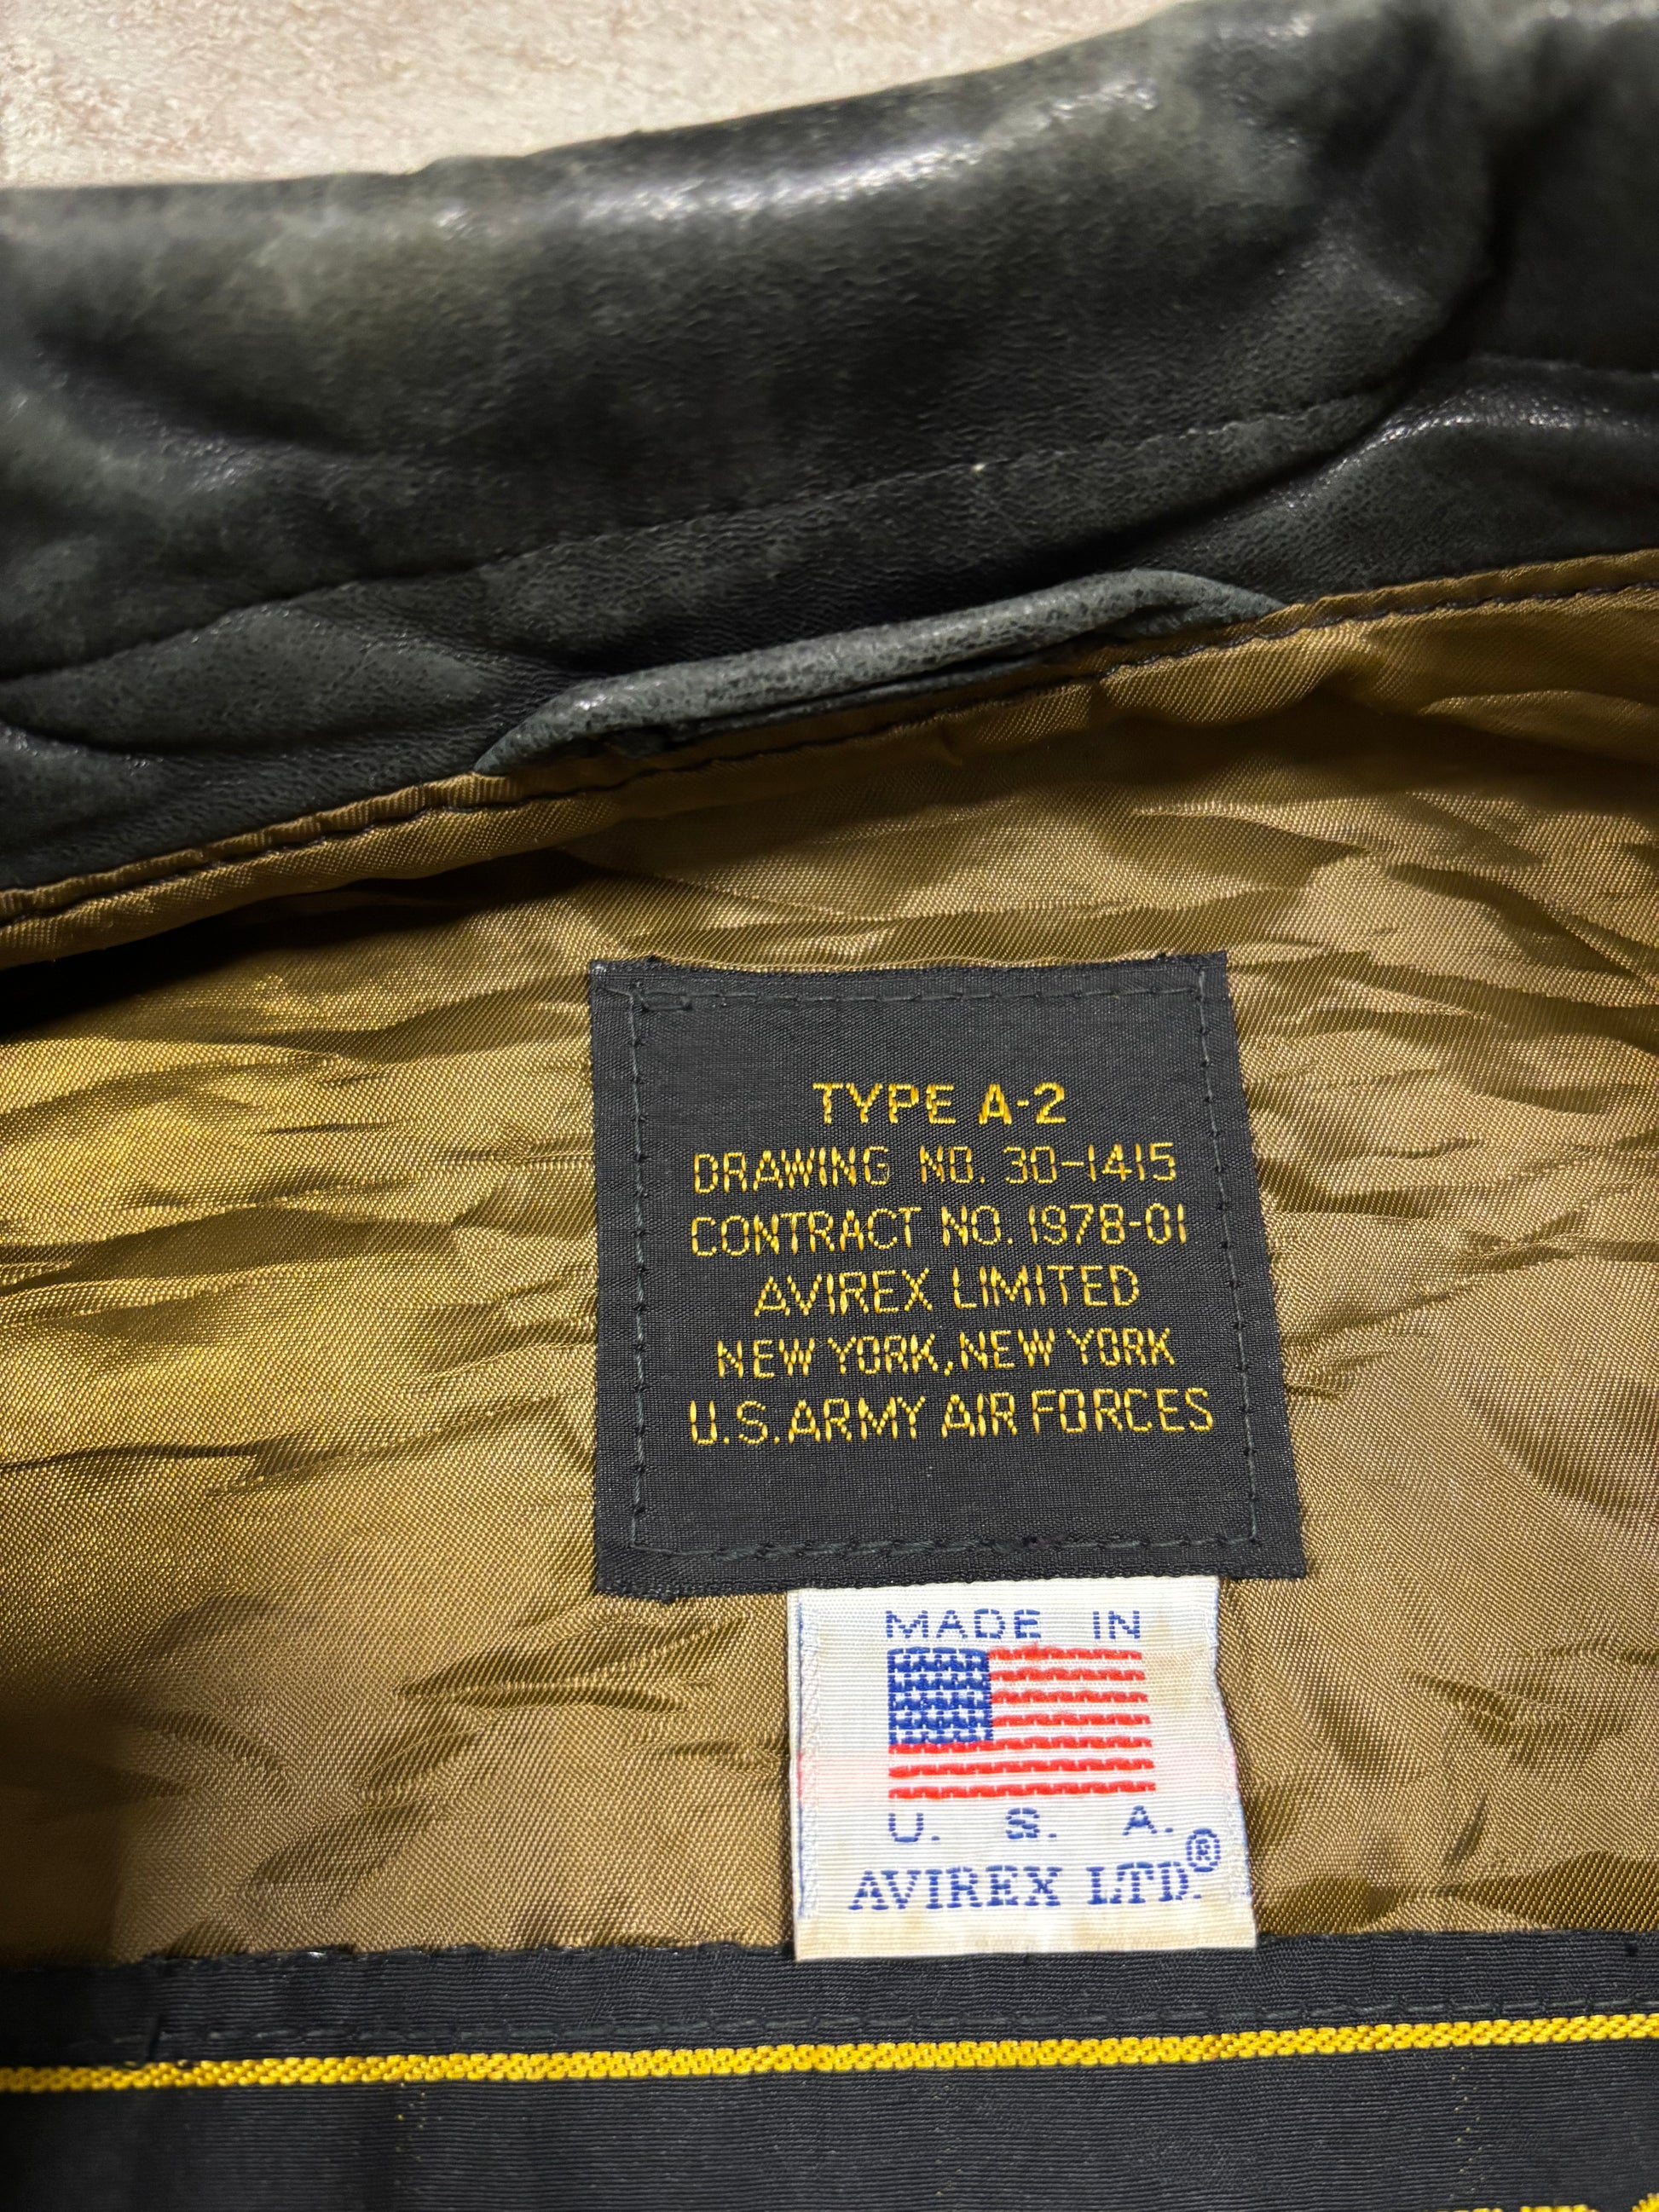 TYPE A-2
DRAWING NO. 30-1415
CONTRACT NO. 1978-01
AVIREX LIMITED
NEW YORK, NEW YORK
U.S. ARMY AIR FORCES
MADE IN
U. S. A.
AVIREX LTD.®